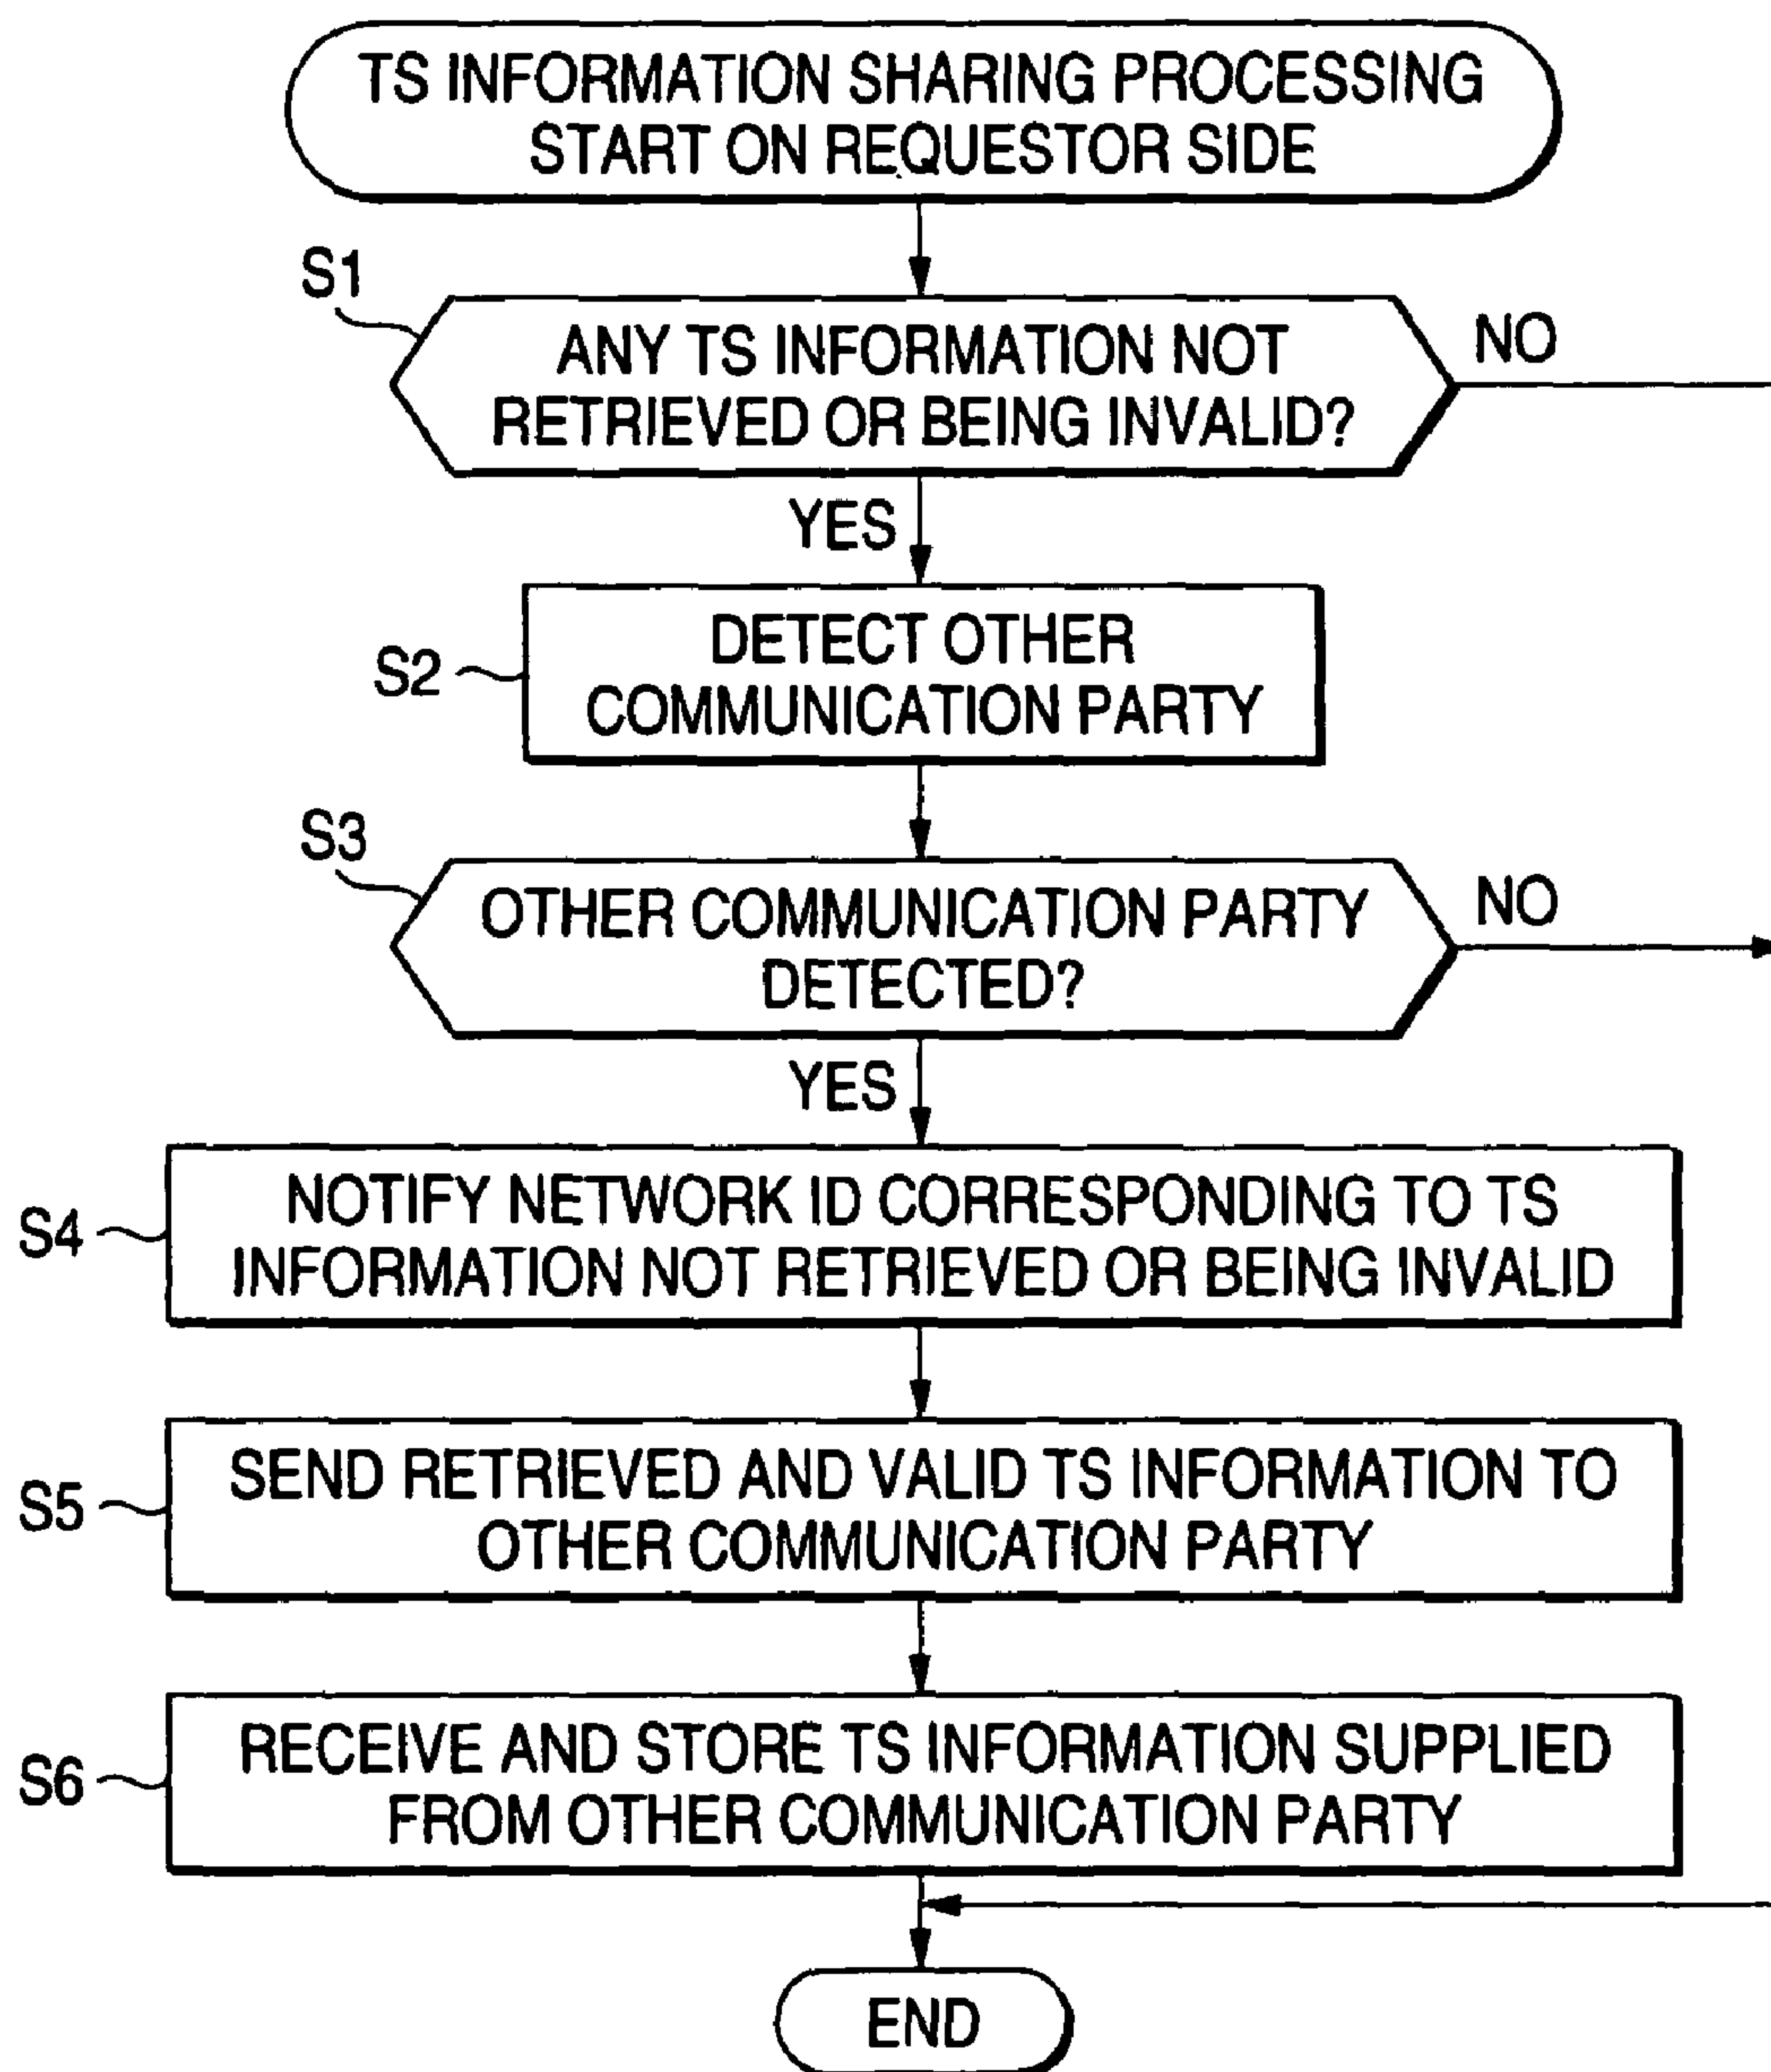 TS INFORMATION SHARING PROCESSING
START ON REQUESTOR SIDE
S1
ANY TS INFORMATION NOT
RETRIEVED OR BEING INVALID?
NO
YES
S2
DETECT OTHER
COMMUNICATION PARTY
S3
OTHER COMMUNICATION PARTY
DETECTED?
NO
YES
S4
NOTIFY NETWORK ID CORRESPONDING TO TS
INFORMATION NOT RETRIEVED OR BEING INVALID
S5
SEND RETRIEVED AND VALID TS INFORMATION TO
OTHER COMMUNICATION PARTY
S6
RECEIVE AND STORE TS INFORMATION SUPPLIED
FROM OTHER COMMUNICATION PARTY
END